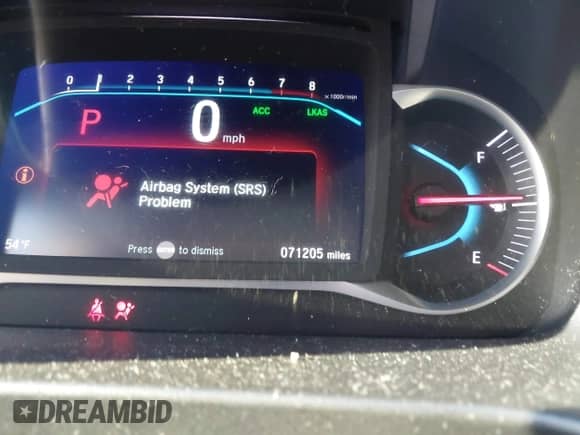 0 1 2 3 4 5 6 7 8
x1000r/min
P 0 mph
ACC LKAS
Airbag System (SRS)
Problem
54°F
Press ENTER to dismiss
071205 miles
F
E
DREAMBID